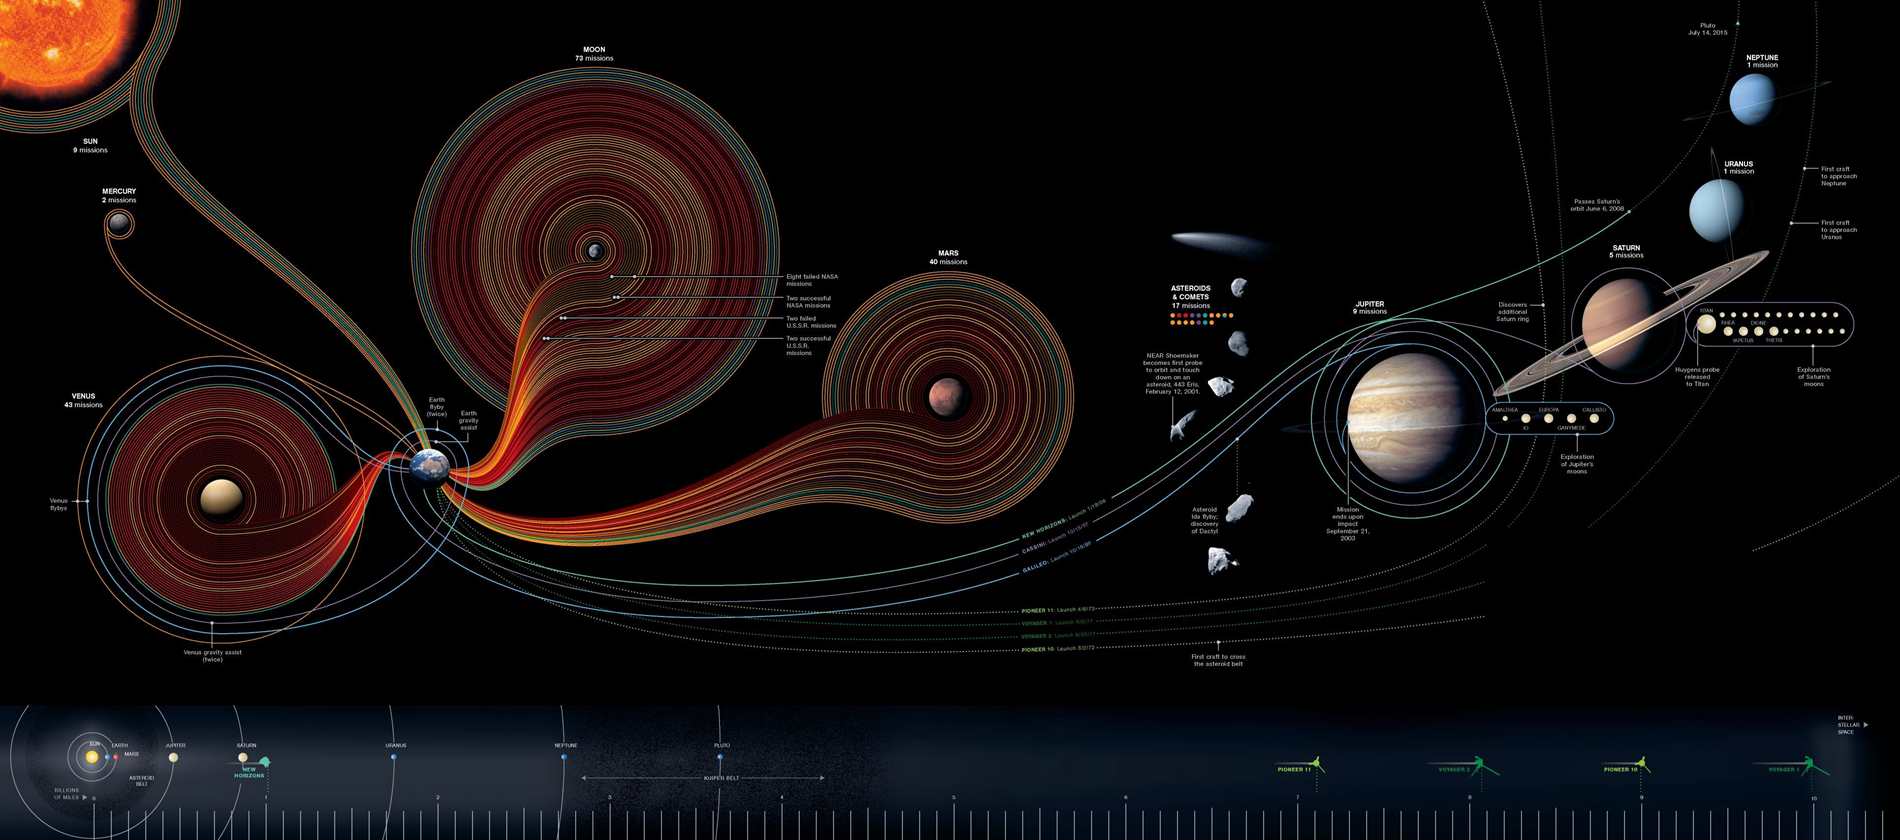 Pluto
July 14, 2015
NEPTUNE
1 mission
MOON
73 missions
SUN
9 missions
URANUS
1 mission
First craft
to approach
Neptune
MERCURY
2 missions
Passes Saturn's
orbit June 6, 2008
First craft
to approach
Uranus
SATURN
5 missions
MARS
40 missions
Eight failed NASA
missions
Two successful
NASA missions
Two failed
U.S.S.R. missions
Two successful
U.S.S.R.
missions
ASTEROIDS
& COMETS
17 missions
JUPITER
9 missions
Discovers
additional
Saturn ring
TITAN
RHEA
DIONE
IAPETUS
TETHYS
Huygens probe
released
to Titan
Exploration
of Saturn's
moons
NEAR Shoemaker
becomes first probe
to orbit and touch
down on an
asteroid, 443 Eris,
February 12, 2001.
VENUS
43 missions
Earth
flyby
(twice)
Earth
gravity
assist
AMALTHEA
EUROPA
CALLISTO
IO
GANYMEDE
Exploration
of Jupiter's
moons
Venus
flybys
Asteroid
Ida flyby;
discovery
of Dactyl
Mission
ends upon
impact
September 21,
2003
NEW HORIZONS: Launch 1/19/06
CASSINI: Launch 10/15/97
GALILEO: Launch 10/18/89
PIONEER 11: Launch 4/6/73
VOYAGER 1: Launch 9/5/77
VOYAGER 2: Launch 8/20/77
PIONEER 10: Launch 3/2/72
Venus gravity assist
(twice)
First craft to cross
the asteroid belt
INTER
STELLAR
SPACE
SUN
EARTH
MARS
ASTEROID
BELT
JUPITER
SATURN
NEW
HORIZONS
URANUS
NEPTUNE
PLUTO
KUIPER BELT
PIONEER 11
VOYAGER 2
PIONEER 10
VOYAGER 1
BILLIONS
OF MILES
0 1 2 3 4 5 6 7 8 9 10